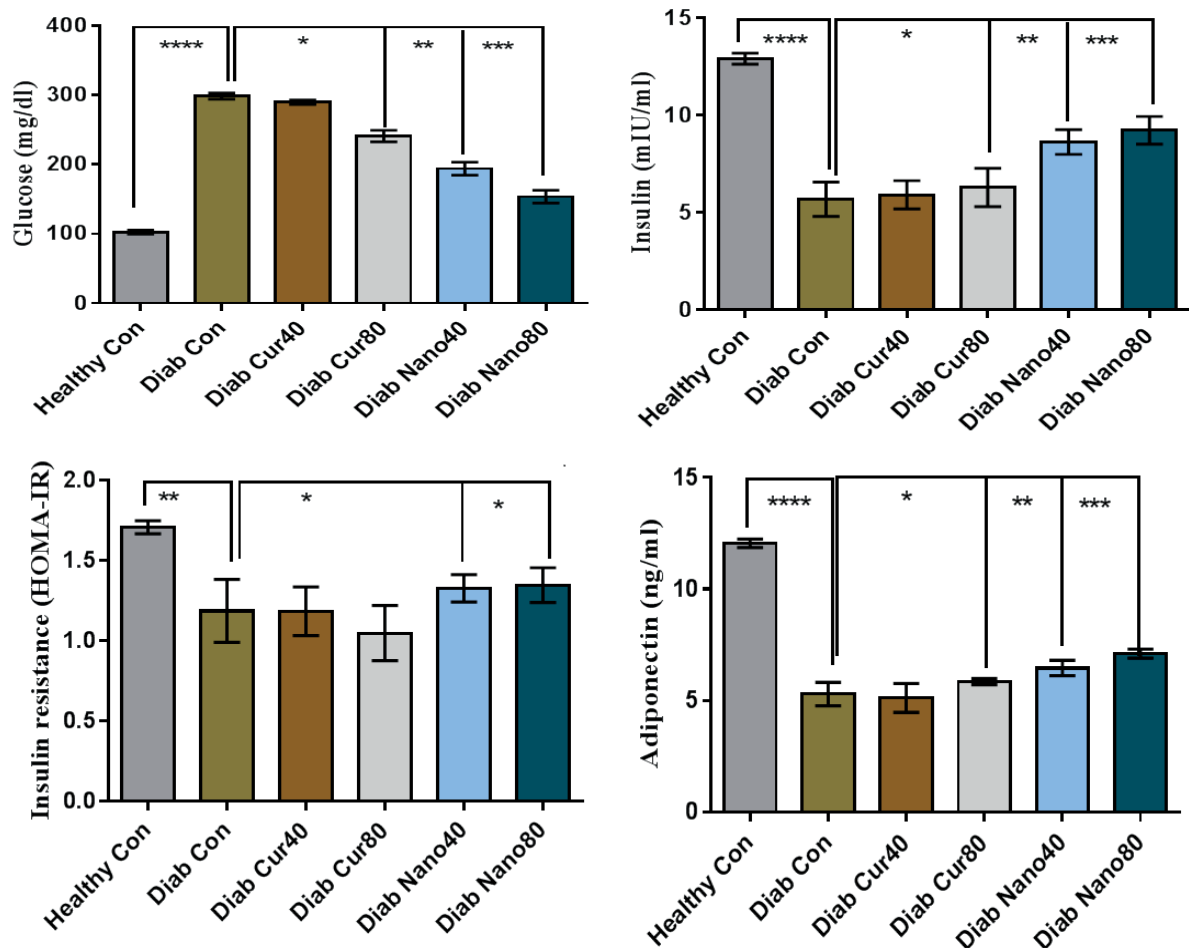 Glucose (mg/dl)
400
300
200
100
0
****
*
**
***
Healthy Con
Diab Con
Diab Cur40
Diab Cur80
Diab Nano40
Diab Nano80
Insulin (mIU/ml)
15
10
5
0
****
*
**
***
Healthy Con
Diab Con
Diab Cur40
Diab Cur80
Diab Nano40
Diab Nano80
Insulin resistance (HOMA-IR)
2.0
1.5
1.0
0.5
0.0
**
*
*
Healthy Con
Diab Con
Diab Cur40
Diab Cur80
Diab Nano40
Diab Nano80
Adiponectin (ng/ml)
15
10
5
0
****
*
**
***
Healthy Con
Diab Con
Diab Cur40
Diab Cur80
Diab Nano40
Diab Nano80